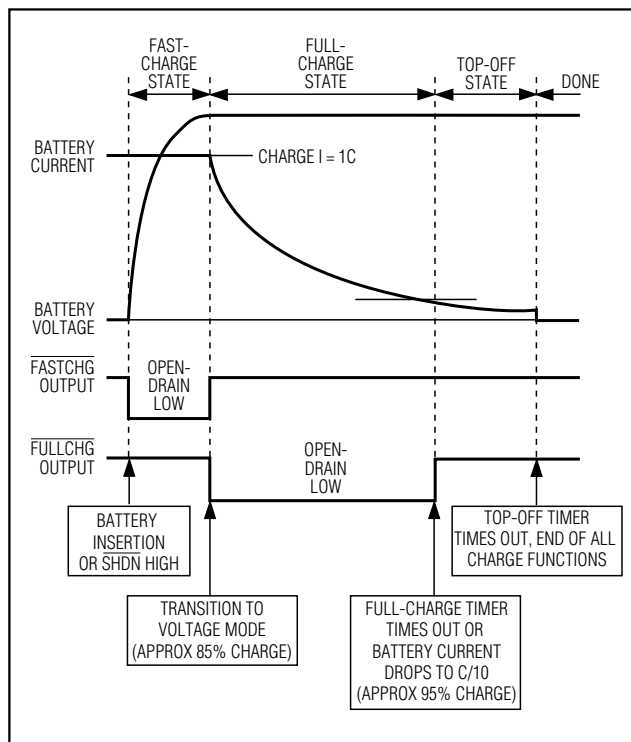 FAST-
CHARGE
STATE
FULL-
CHARGE
STATE
TOP-OFF
STATE
DONE
BATTERY
CURRENT
CHARGE I = 1C
BATTERY
VOLTAGE
FASTCHG
OUTPUT
OPEN-
DRAIN
LOW
FULLCHG
OUTPUT
OPEN-
DRAIN
LOW
BATTERY
INSERTION
OR SHDN HIGH
TOP-OFF TIMER
TIMES OUT, END OF ALL
CHARGE FUNCTIONS
TRANSITION TO
VOLTAGE MODE
(APPROX 85% CHARGE)
FULL-CHARGE TIMER
TIMES OUT OR
BATTERY CURRENT
DROPS TO C/10
(APPROX 95% CHARGE)